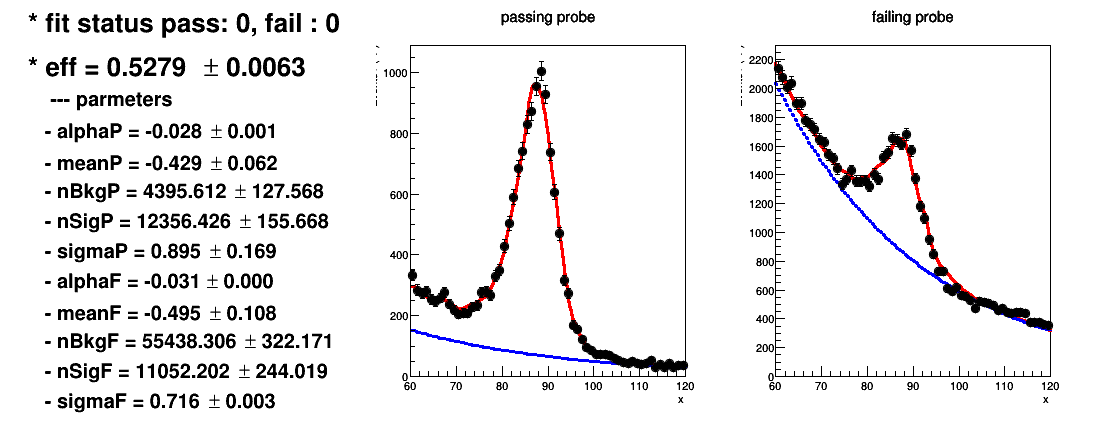 * fit status pass: 0, fail : 0
* eff = 0.5279 ± 0.0063
--- parmeters
- alphaP = -0.028 ± 0.001
- meanP = -0.429 ± 0.062
- nBkgP = 4395.612 ± 127.568
- nSigP = 12356.426 ± 155.668
- sigmaP = 0.895 ± 0.169
- alphaF = -0.031 ± 0.000
- meanF = -0.495 ± 0.108
- nBkgF = 55438.306 ± 322.171
- nSigF = 11052.202 ± 244.019
- sigmaF = 0.716 ± 0.003
passing probe
1000
800
600
400
200
0
60 70 80 90 100 110 120
x
failing probe
2200
2000
1800
1600
1400
1200
1000
800
600
400
200
0
60 70 80 90 100 110 120
x